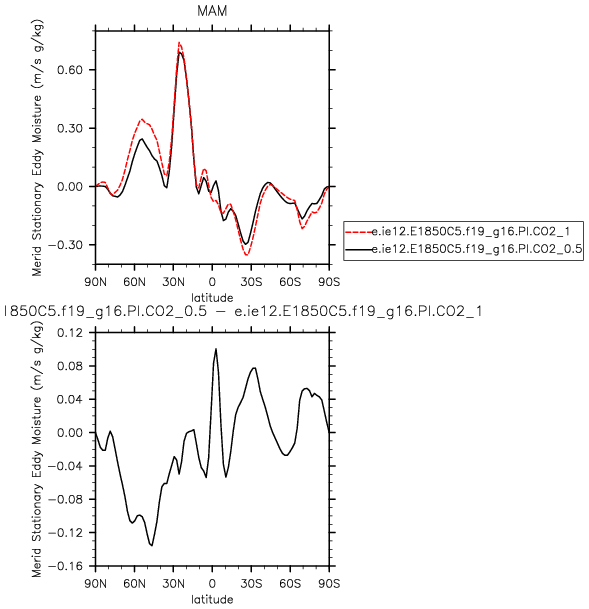 MAM
Merid Stationary Eddy Moisture (m/s g/kg)
0.60
0.30
0.00
−0.30
90N 60N 30N 0 30S 60S 90S
latitude
e.ie12.E1850C5.f19_g16.PI.CO2_1
e.ie12.E1850C5.f19_g16.PI.CO2_0.5
1850C5.f19_g16.PI.CO2_0.5 − e.ie12.E1850C5.f19_g16.PI.CO2_1
Merid Stationary Eddy Moisture (m/s g/kg)
0.12
0.08
0.04
0.00
−0.04
−0.08
−0.12
−0.16
90N 60N 30N 0 30S 60S 90S
latitude